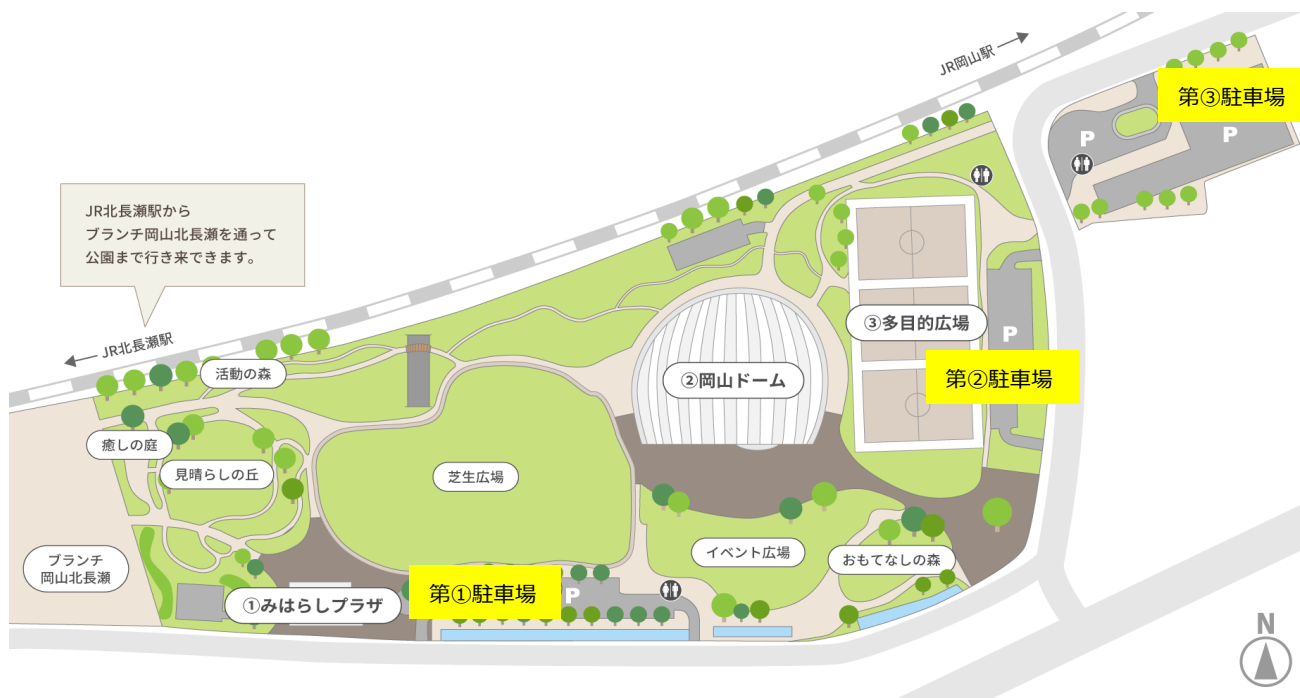 JR岡山駅
第③駐車場
P
P
JR北長瀬駅から
ブランチ岡山北長瀬を通って
公園まで行き来できます。
③多目的広場
P
JR北長瀬駅
活動の森
②岡山ドーム
第②駐車場
癒しの庭
見晴らしの丘
芝生広場
ブランチ
岡山北長瀬
イベント広場
おもてなしの森
①みはらしプラザ
第①駐車場
P
N